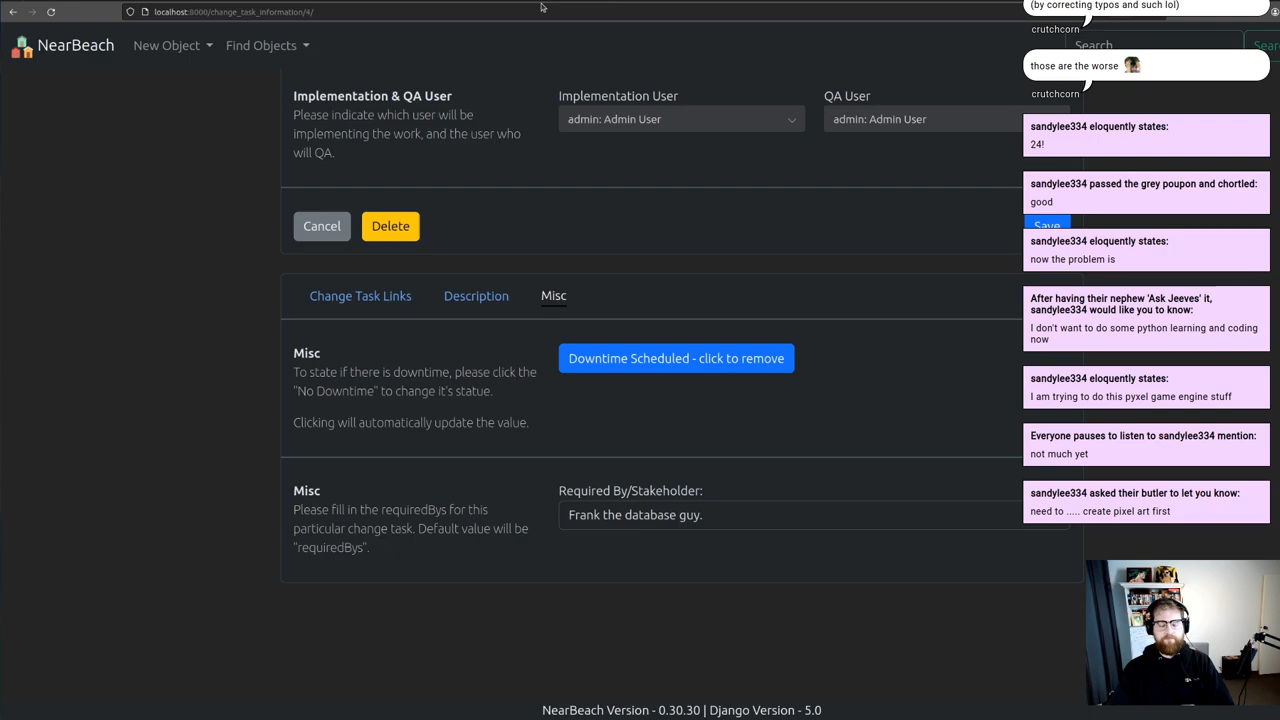 localhost:8000/change_task_information/4/
NearBeach
New Object
Find Objects
Search
Implementation & QA User
Please indicate which user will be
implementing the work, and the user who
will QA.
Implementation User
admin: Admin User
QA User
admin: Admin User
Cancel
Delete
Save
Change Task Links
Description
Misc
Misc
To state if there is downtime, please click the
"No Downtime" to change it's statue.
Clicking will automatically update the value.
Downtime Scheduled - click to remove
Misc
Please fill in the requiredBys for this
particular change task. Default value will be
"requiredBys".
Required By/Stakeholder:
Frank the database guy.
NearBeach Version - 0.30.30 | Django Version - 5.0
(by correcting typos and such lol)
crutchcorn
those are the worse
crutchcorn
sandylee334 eloquently states:
24!
sandylee334 passed the grey poupon and chortled:
good
sandylee334 eloquently states:
now the problem is
After having their nephew 'Ask Jeeves' it,
sandylee334 would like you to know:
I don't want to do some python learning and coding
now
sandylee334 eloquently states:
I am trying to do this pyxel game engine stuff
Everyone pauses to listen to sandylee334 mention:
not much yet
sandylee334 asked their butler to let you know:
need to ..... create pixel art first